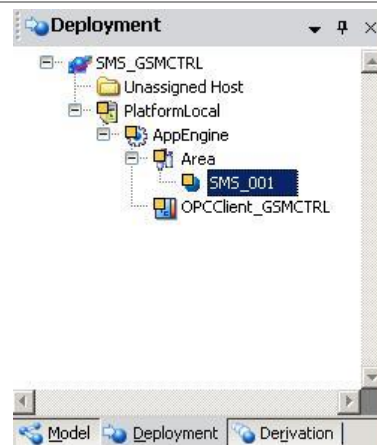 Deployment
SMS_GSMCTRL
Unassigned Host
PlatformLocal
AppEngine
Area
SMS_001
OPCClient_GSMCTRL
Model Deployment Derivation